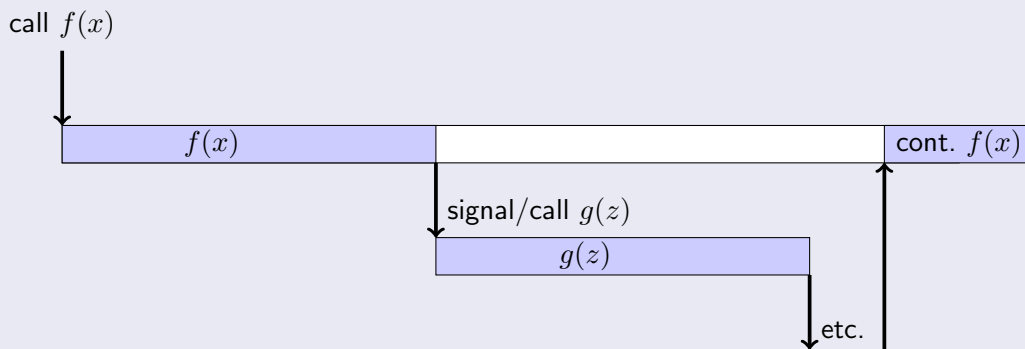 call f(x)
f(x)
cont. f(x)
signal/call g(z)
g(z)
etc.